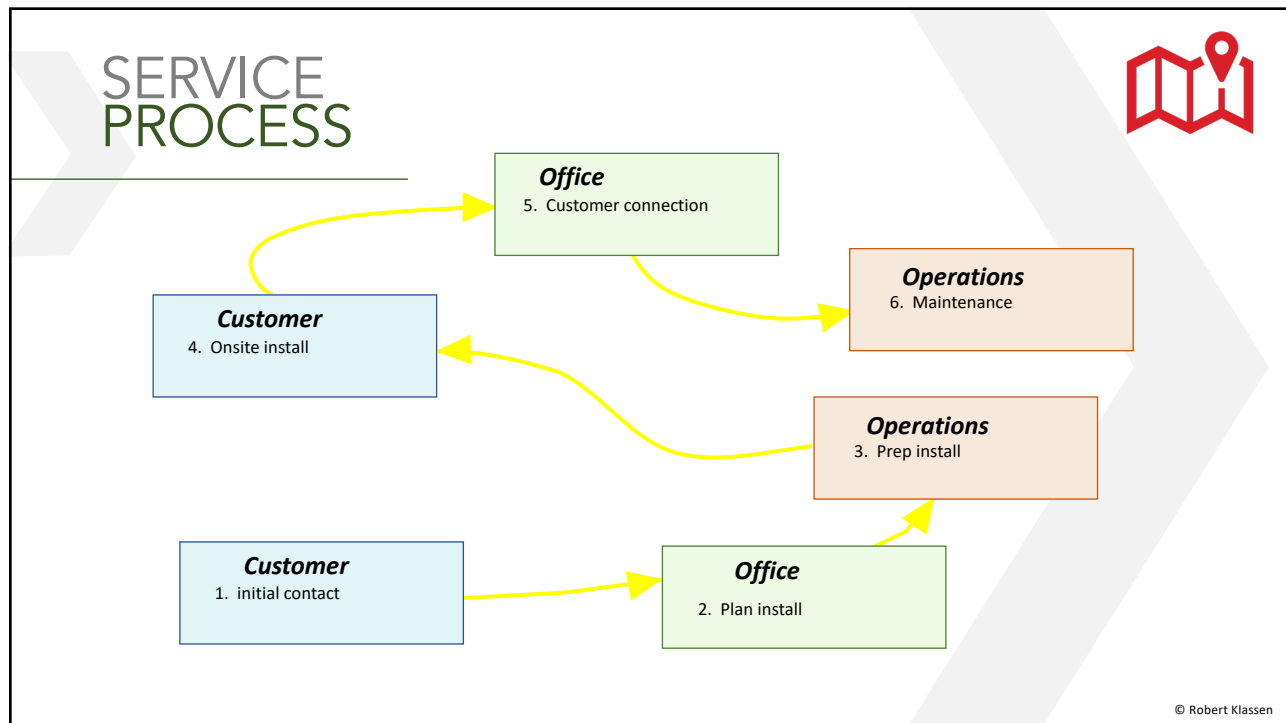 SERVICE
PROCESS
Office
5. Customer connection
Operations
6. Maintenance
Customer
4. Onsite install
Operations
3. Prep install
Customer
1. initial contact
Office
2. Plan install
© Robert Klassen